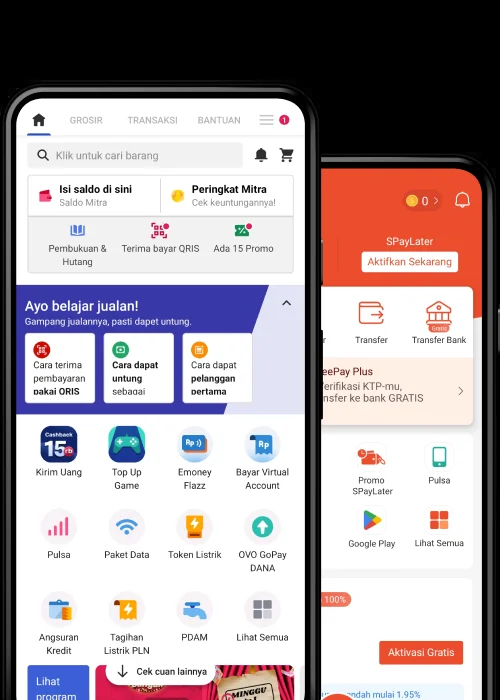 GROSIR
TRANSAKSI
BANTUAN
1
Klik untuk cari barang
Isi saldo di sini
Saldo Mitra
Peringkat Mitra
Cek keuntungannya!
Pembukuan &
Hutang
Terima bayar QRIS
Ada 15 Promo
Ayo belajar jualan!
Gampang jualannya, pasti dapet untung.
Cara terima
pembayaran
pakai QRIS
Cara dapat
untung
sebagai
Cara dapat
pelanggan
pertama
Cashback
15rb
Kirim Uang
Top Up
Game
Rp
Emoney
Flazz
Rp
Bayar Virtual
Account
Pulsa
Paket Data
Token Listrik
OVO GoPay
DANA
Angsuran
Kredit
Tagihan
Listrik PLN
PDAM
Lihat Semua
Lihat
program
Cek cuan lainnya
MINGGU
0
SPayLater
Aktifkan Sekarang
r
Transfer
Gratis
Transfer Bank
eePay Plus
Verifikasi KTP-mu,
nsfer ke bank GRATIS
Promo
SPayLater
Pulsa
Google Play
Lihat Semua
100%
Aktivasi Gratis
endah mulai 1.95%